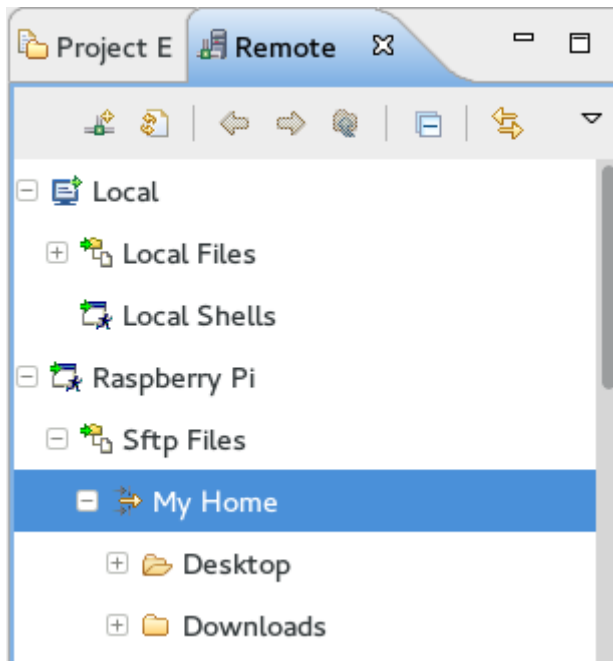 Project E Remote
Local
Local Files
Local Shells
Raspberry Pi
Sftp Files
My Home
Desktop
Downloads